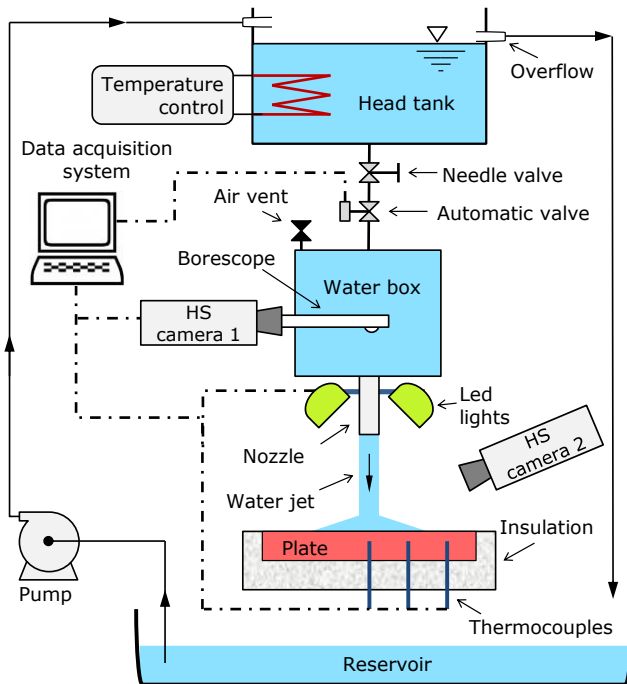 Overflow
Temperature
control
Head tank
Data acquisition
system
Needle valve
Air vent
Automatic valve
Borescope
Water box
HS
camera 1
Led
lights
HS
camera 2
Nozzle
Water jet
Insulation
Plate
Pump
Thermocouples
Reservoir